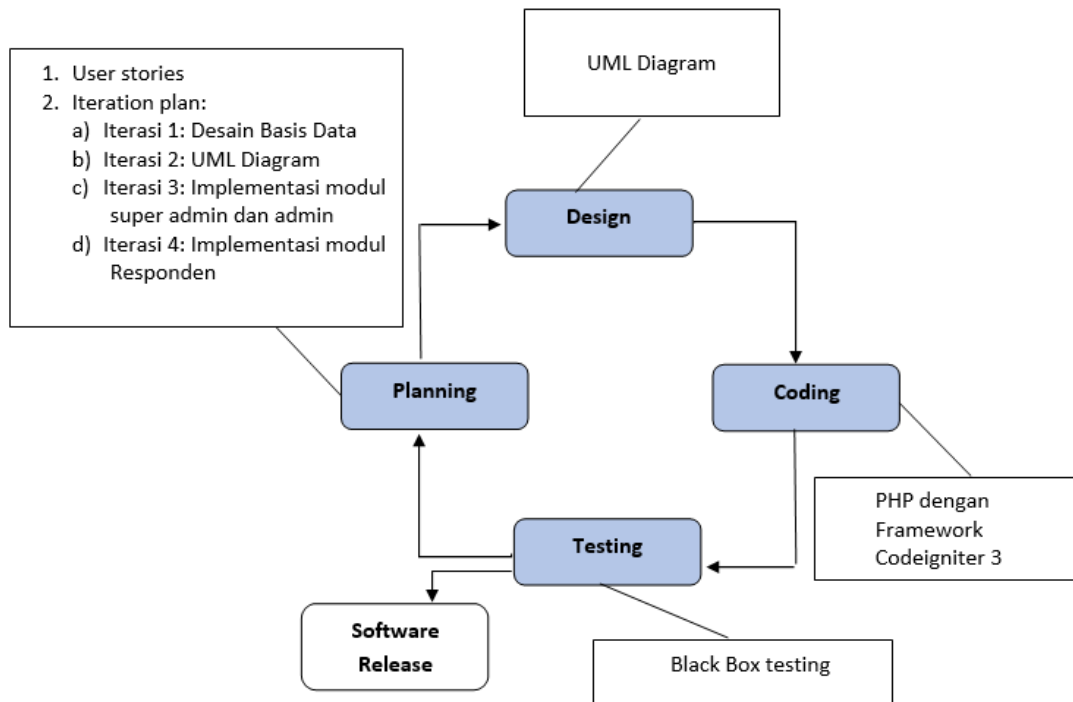 UML Diagram
1. User stories
2. Iteration plan:
a) Iterasi 1: Desain Basis Data
b) Iterasi 2: UML Diagram
c) Iterasi 3: Implementasi modul
super admin dan admin
d) Iterasi 4: Implementasi modul
Responden
Design
Planning
Coding
PHP dengan
Framework
Codeigniter 3
Testing
Software
Release
Black Box testing